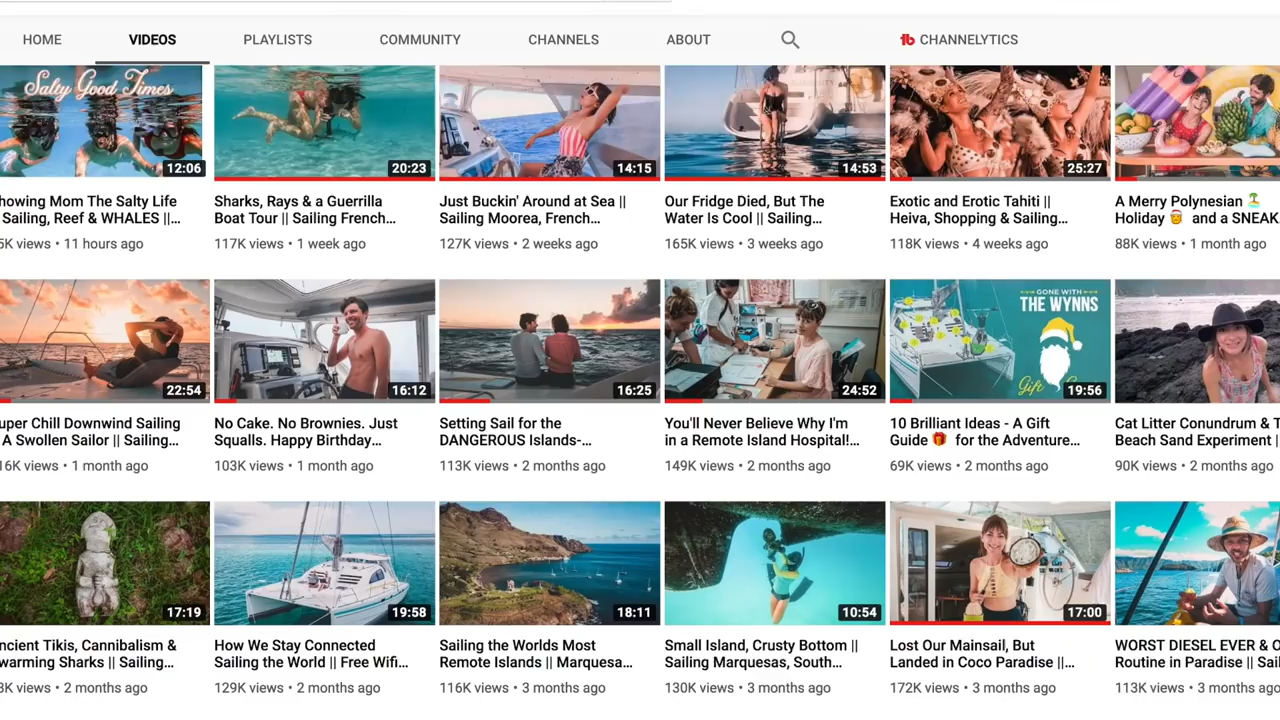 HOME VIDEOS PLAYLISTS COMMUNITY CHANNELS ABOUT CHANNELYTICS
Salty Good Times
12:06 20:23 14:15 14:53 25:27
howing Mom The Salty Life
Sailing, Reef & WHALES ||...
5K views • 11 hours ago
Sharks, Rays & a Guerrilla
Boat Tour || Sailing French...
117K views • 1 week ago
Just Buckin' Around at Sea ||
Sailing Moorea, French...
127K views • 2 weeks ago
Our Fridge Died, But The
Water Is Cool || Sailing...
165K views • 3 weeks ago
Exotic and Erotic Tahiti ||
Heiva, Shopping & Sailing...
118K views • 4 weeks ago
A Merry Polynesian 🏝️
Holiday 🎅 and a SNEAK
88K views • 1 month ago
GONE WITH
THE WYNNS
Gift
22:54 16:12 16:25 24:52 19:56
uper Chill Downwind Sailing
A Swollen Sailor || Sailing...
16K views • 1 month ago
No Cake. No Brownies. Just
Squalls. Happy Birthday...
103K views • 1 month ago
Setting Sail for the
DANGEROUS Islands-...
113K views • 2 months ago
You'll Never Believe Why I'm
in a Remote Island Hospital!...
149K views • 2 months ago
10 Brilliant Ideas - A Gift
Guide 🎁 for the Adventure...
69K views • 2 months ago
Cat Litter Conundrum & T
Beach Sand Experiment |
90K views • 2 months ago
17:19 19:58 18:11 10:54 17:00
ncient Tikis, Cannibalism &
warming Sharks || Sailing...
3K views • 2 months ago
How We Stay Connected
Sailing the World || Free Wifi...
129K views • 2 months ago
Sailing the Worlds Most
Remote Islands || Marquesa...
116K views • 3 months ago
Small Island, Crusty Bottom ||
Sailing Marquesas, South...
130K views • 3 months ago
Lost Our Mainsail, But
Landed in Coco Paradise ||...
172K views • 3 months ago
WORST DIESEL EVER & O
Routine in Paradise || Sai
113K views • 3 months ago